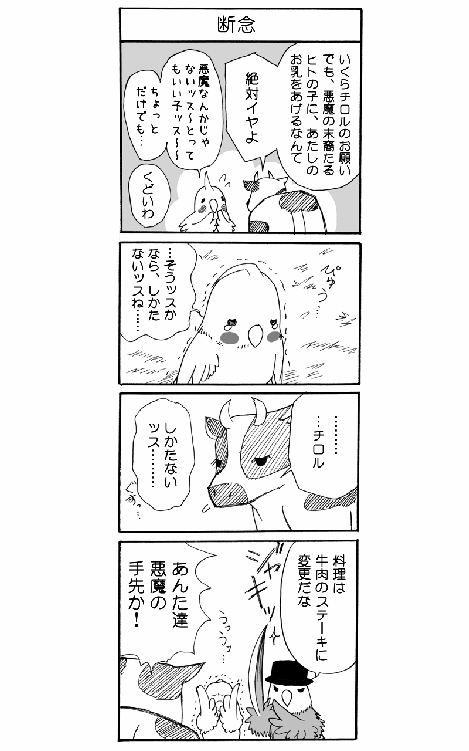 断念
いくらチロルのお願い
でも、悪魔の末裔たる
ヒトの子に、あたしの
お乳をあげるなんて
絶対イヤよ
悪魔なんかじゃ
ないッス〜とって
もいい子ッス〜〜
ちょっと
だけでも…
くどいわ
ぴゅう…
…そうッスか
なら、しかた
ないッスね…
………
…チロル
しかたない
ッス………
ぐすっ…
料理は
牛肉のステーキに
変更だな
ジャキッ
うっうっ…
あんた達
悪魔の
手先か！